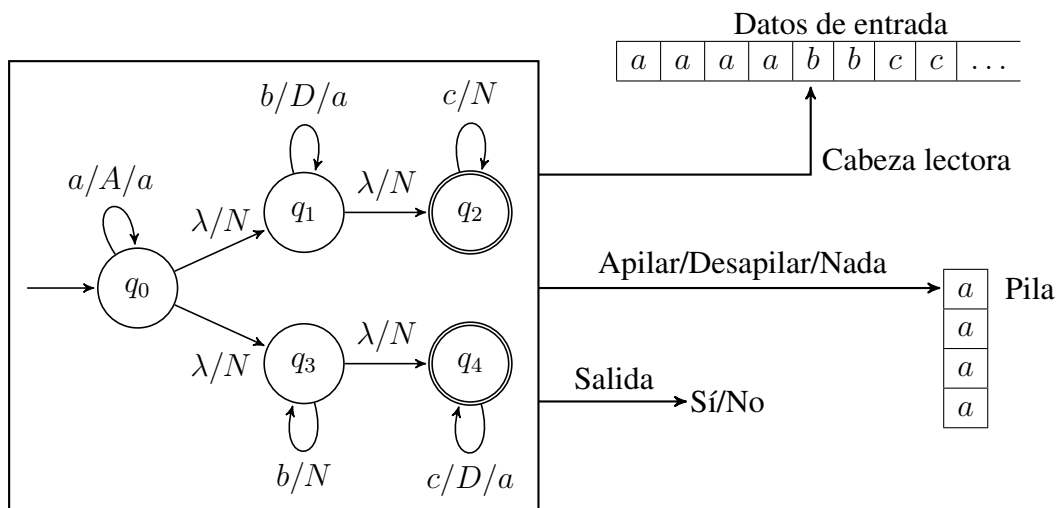 Datos de entrada
a a a a b b c c ...
b/D/a
c/N
a/A/a
Cabeza lectora
λ/N
λ/N
q1
q2
Apilar/Desapilar/Nada
q0
a
Pila
a
λ/N
λ/N
q3
q4
a
Salida
Sí/No
a
b/N
c/D/a